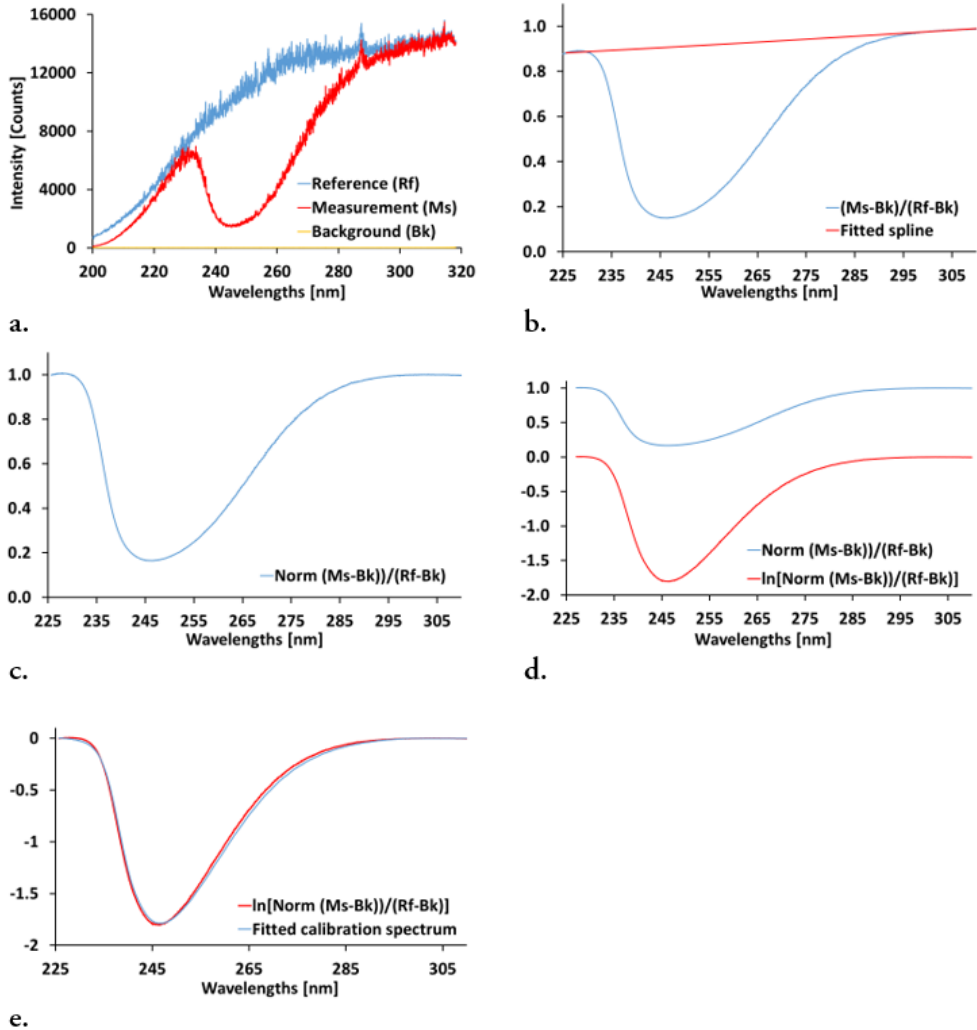 16000
12000
8000
4000
0
Intensity [Counts]
Reference (Rf)
Measurement (Ms)
Background (Bk)
200 220 240 260 280 300 320
Wavelengths [nm]
a.
1.0
0.8
0.6
0.4
0.2
0.0
(Ms-Bk)/(Rf-Bk)
Fitted spline
225 235 245 255 265 275 285 295 305
Wavelengths [nm]
b.
1.0
0.8
0.6
0.4
0.2
0.0
Norm (Ms-Bk))/(Rf-Bk)
225 235 245 255 265 275 285 295 305
Wavelengths [nm]
c.
1.0
0.5
0.0
-0.5
-1.0
-1.5
-2.0
Norm (Ms-Bk))/(Rf-Bk)
ln[Norm (Ms-Bk))/(Rf-Bk)]
225 235 245 255 265 275 285 295 305
Wavelengths [nm]
d.
0
-0.5
-1
-1.5
-2
ln[Norm (Ms-Bk))/(Rf-Bk)]
Fitted calibration spectrum
225 245 265 285 305
Wavelengths [nm]
e.